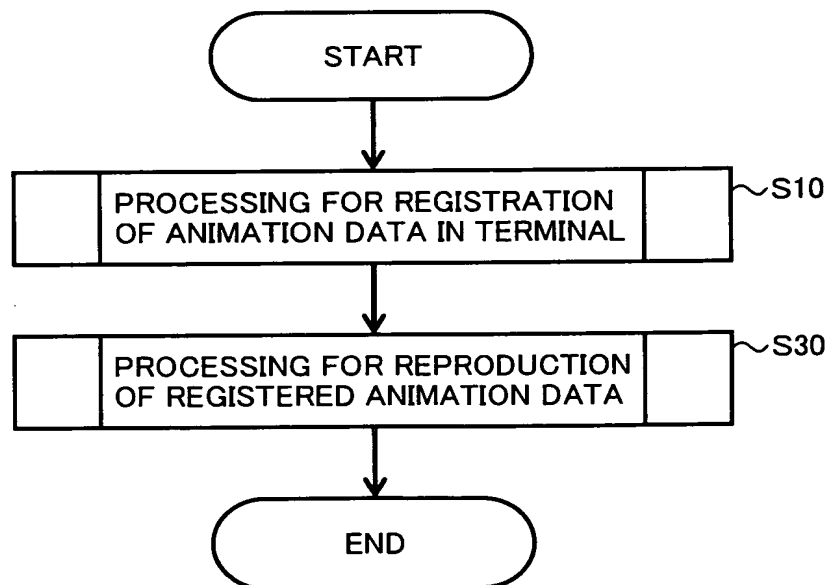 START
PROCESSING FOR REGISTRATION
OF ANIMATION DATA IN TERMINAL
S10
PROCESSING FOR REPRODUCTION
OF REGISTERED ANIMATION DATA
S30
END